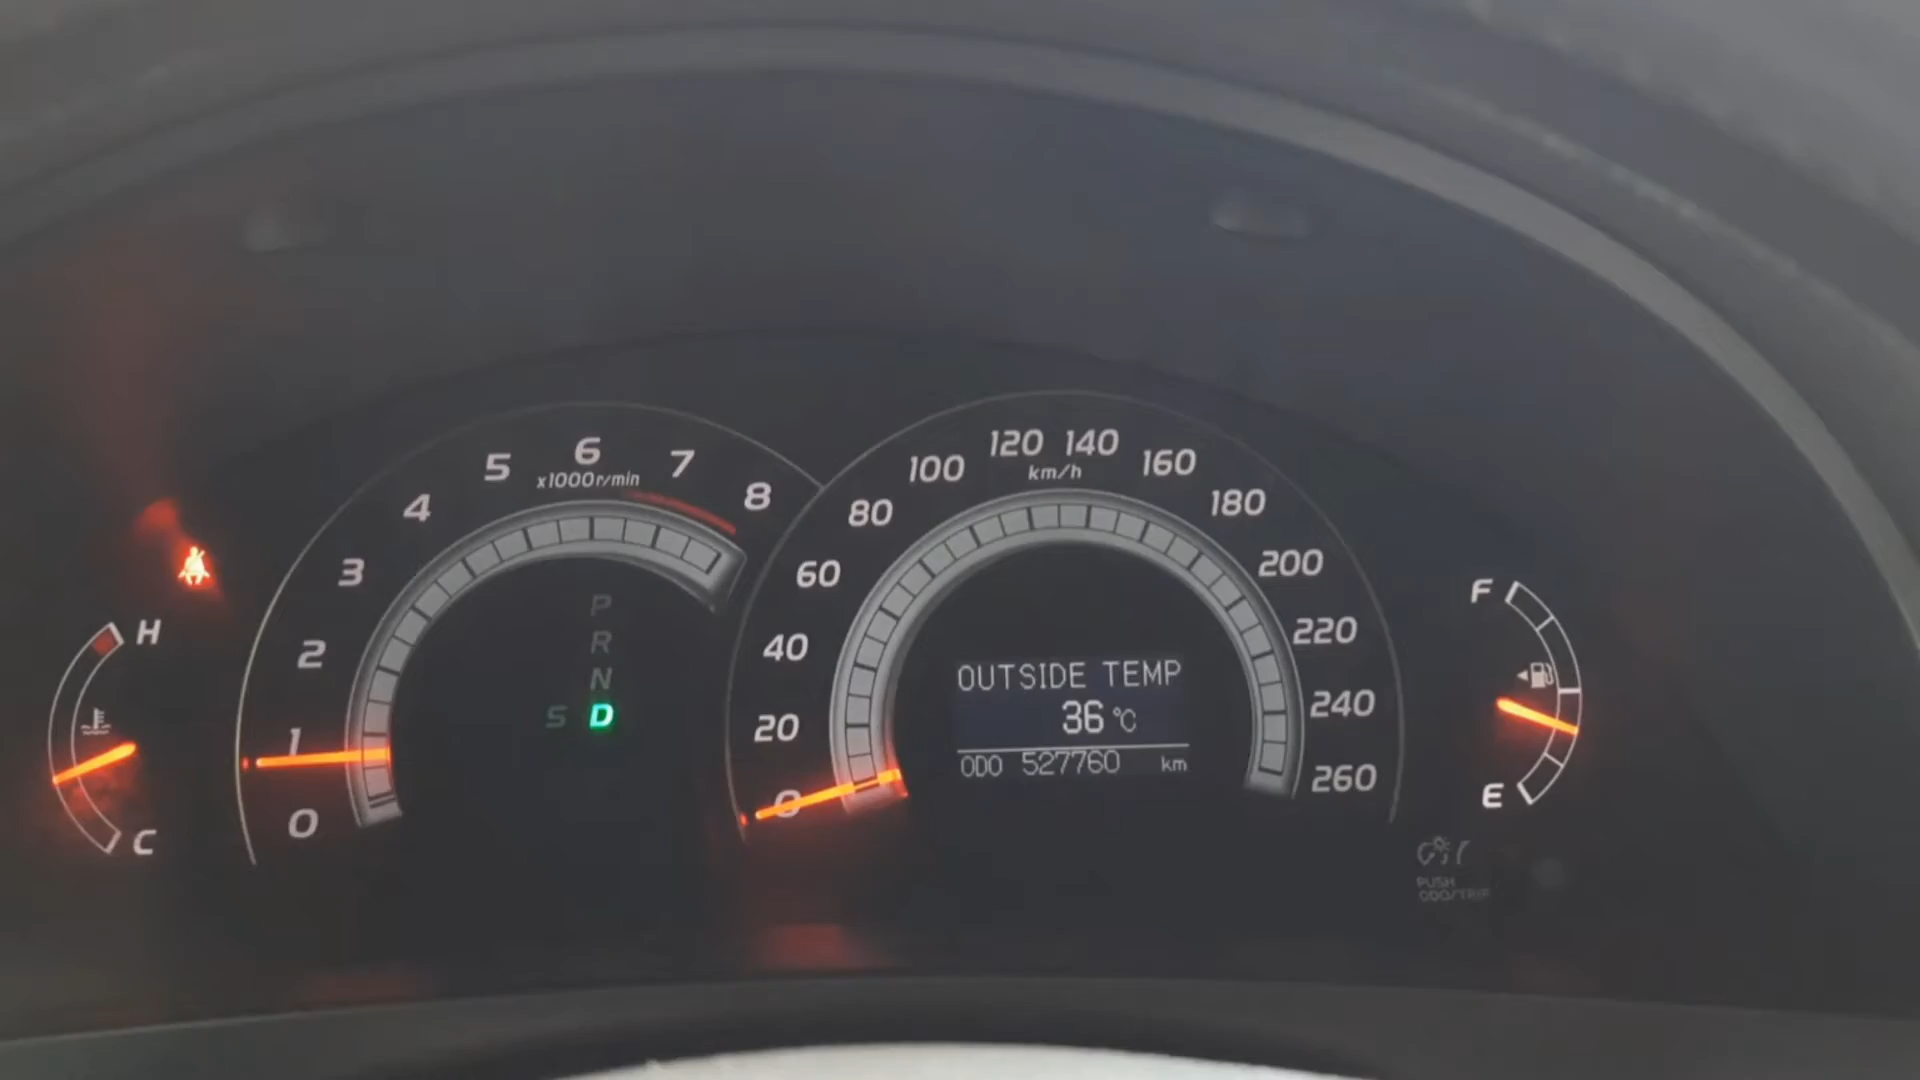 5 6 7 8
x1000r/min
4
3
2
1
0
H
C
P
R
N
S D
100 120 140 160
km/h
80 180
60 200
40 220
20 240
0 260
OUTSIDE TEMP
36 °C
ODO 527760 km
F
E
PUSH
ODO/TRIP